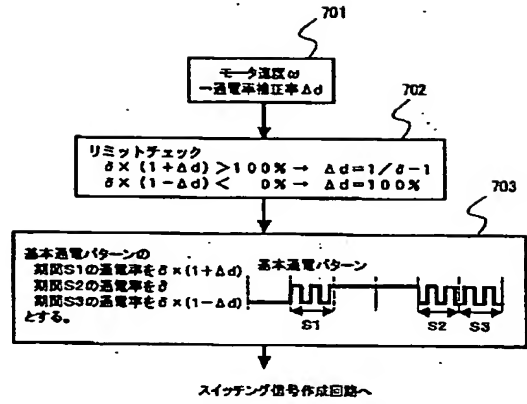 701
モータ速度ω
→通電率補正率Δd
702
リミットチェック
δ×(1+Δd)>100%→ Δd=1/δ-1
δ×(1-Δd)< 0%→ Δd=100%
703
基本通電パターンの
期間S1の通電率をδ×(1+Δd)
期間S2の通電率をδ
期間S3の通電率をδ×(1-Δd)
とする。
基本通電パターン
S1
S2
S3
スイッチング信号作成回路へ